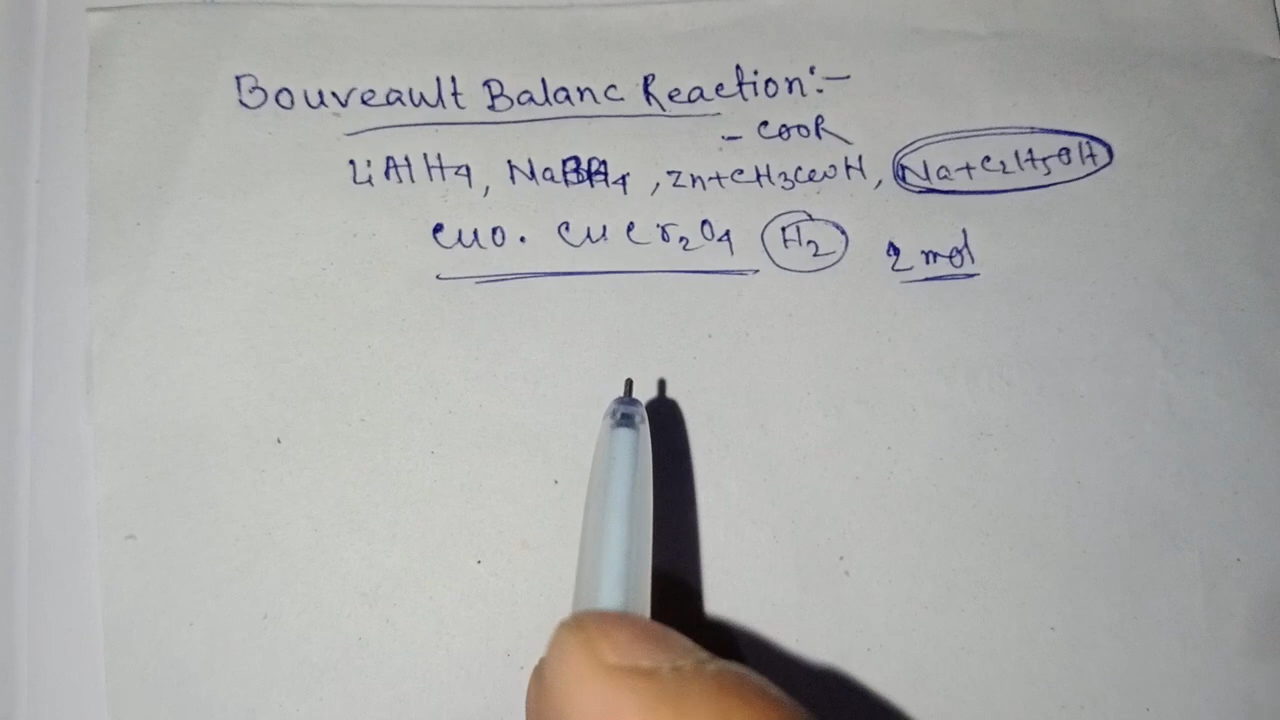 Bouveault Balanc Reaction:-
- COOR
LiAlH4, NaBH4, Zn+CH3COOH, Na+C2H5OH
CuO. CuCr2O4 H2 2 mol